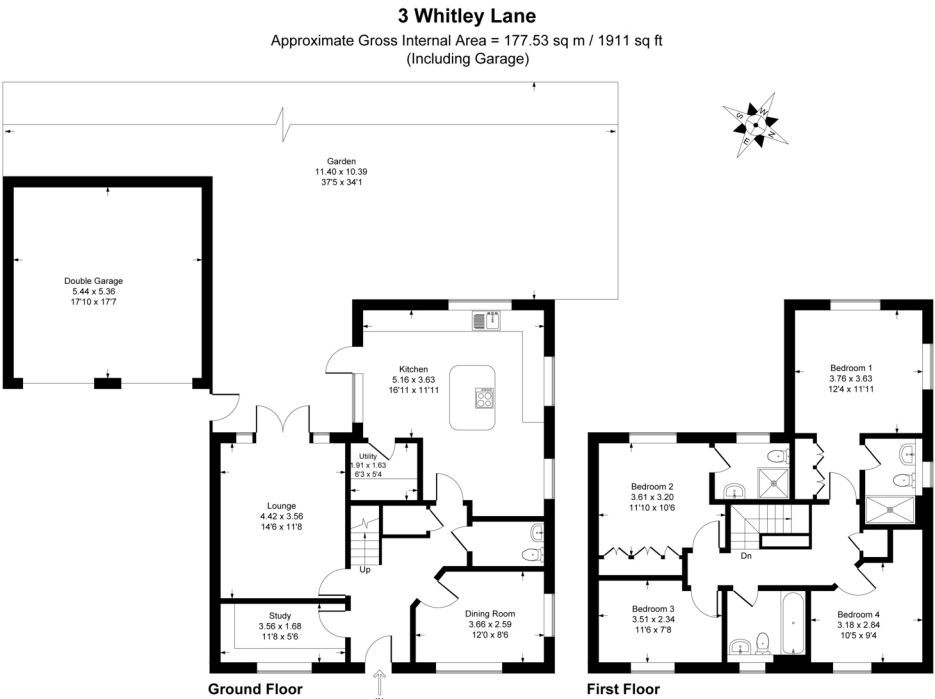 3 Whitley Lane
Approximate Gross Internal Area = 177.53 sq m / 1911 sq ft
(Including Garage)
S
W
E
N
Garden
11.40 x 10.39
37'5 x 34'1
Double Garage
5.44 x 5.36
17'10 x 17'7
Kitchen
5.16 x 3.63
16'11 x 11'11
Utility
1.91 x 1.63
6'3 x 5'4
Lounge
4.42 x 3.56
14'6 x 11'8
Up
Study
3.56 x 1.68
11'8 x 5'6
Dining Room
3.66 x 2.59
12'0 x 8'6
Ground Floor
Bedroom 1
3.76 x 3.63
12'4 x 11'11
Bedroom 2
3.61 x 3.20
11'10 x 10'6
Dn
Bedroom 3
3.51 x 2.34
11'6 x 7'8
Bedroom 4
3.18 x 2.84
10'5 x 9'4
First Floor